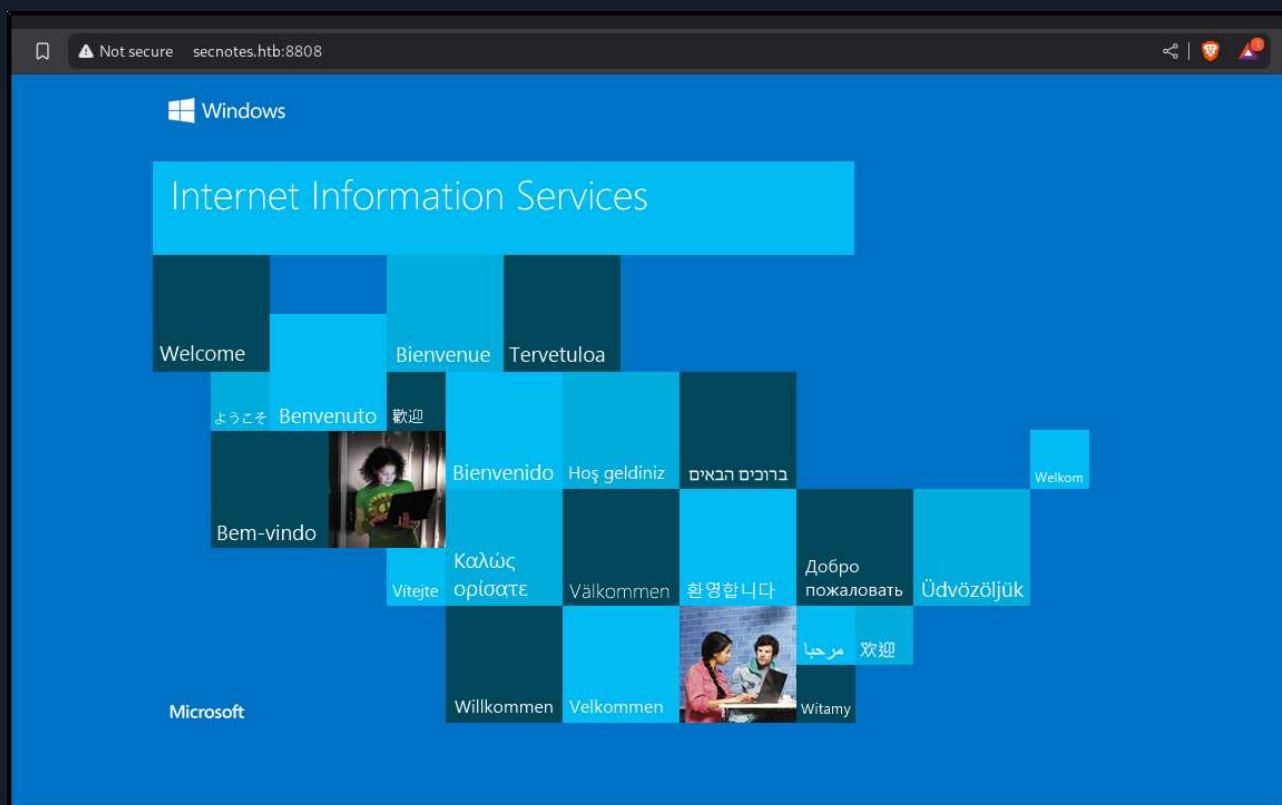 Not secure secnotes.htb:8808
Windows
Internet Information Services
Welcome
Bienvenue
Tervetuloa
ようこそ
Benvenuto
歡迎
Bienvenido
Hoş geldiniz
ברוכים הבאים
Welkom
Bem-vindo
Vítejte
Καλώς
ορίσατε
Välkommen
환영합니다
Добро
пожаловать
Üdvözöljük
Willkommen
Velkommen
مرحبا
欢迎
Witamy
Microsoft